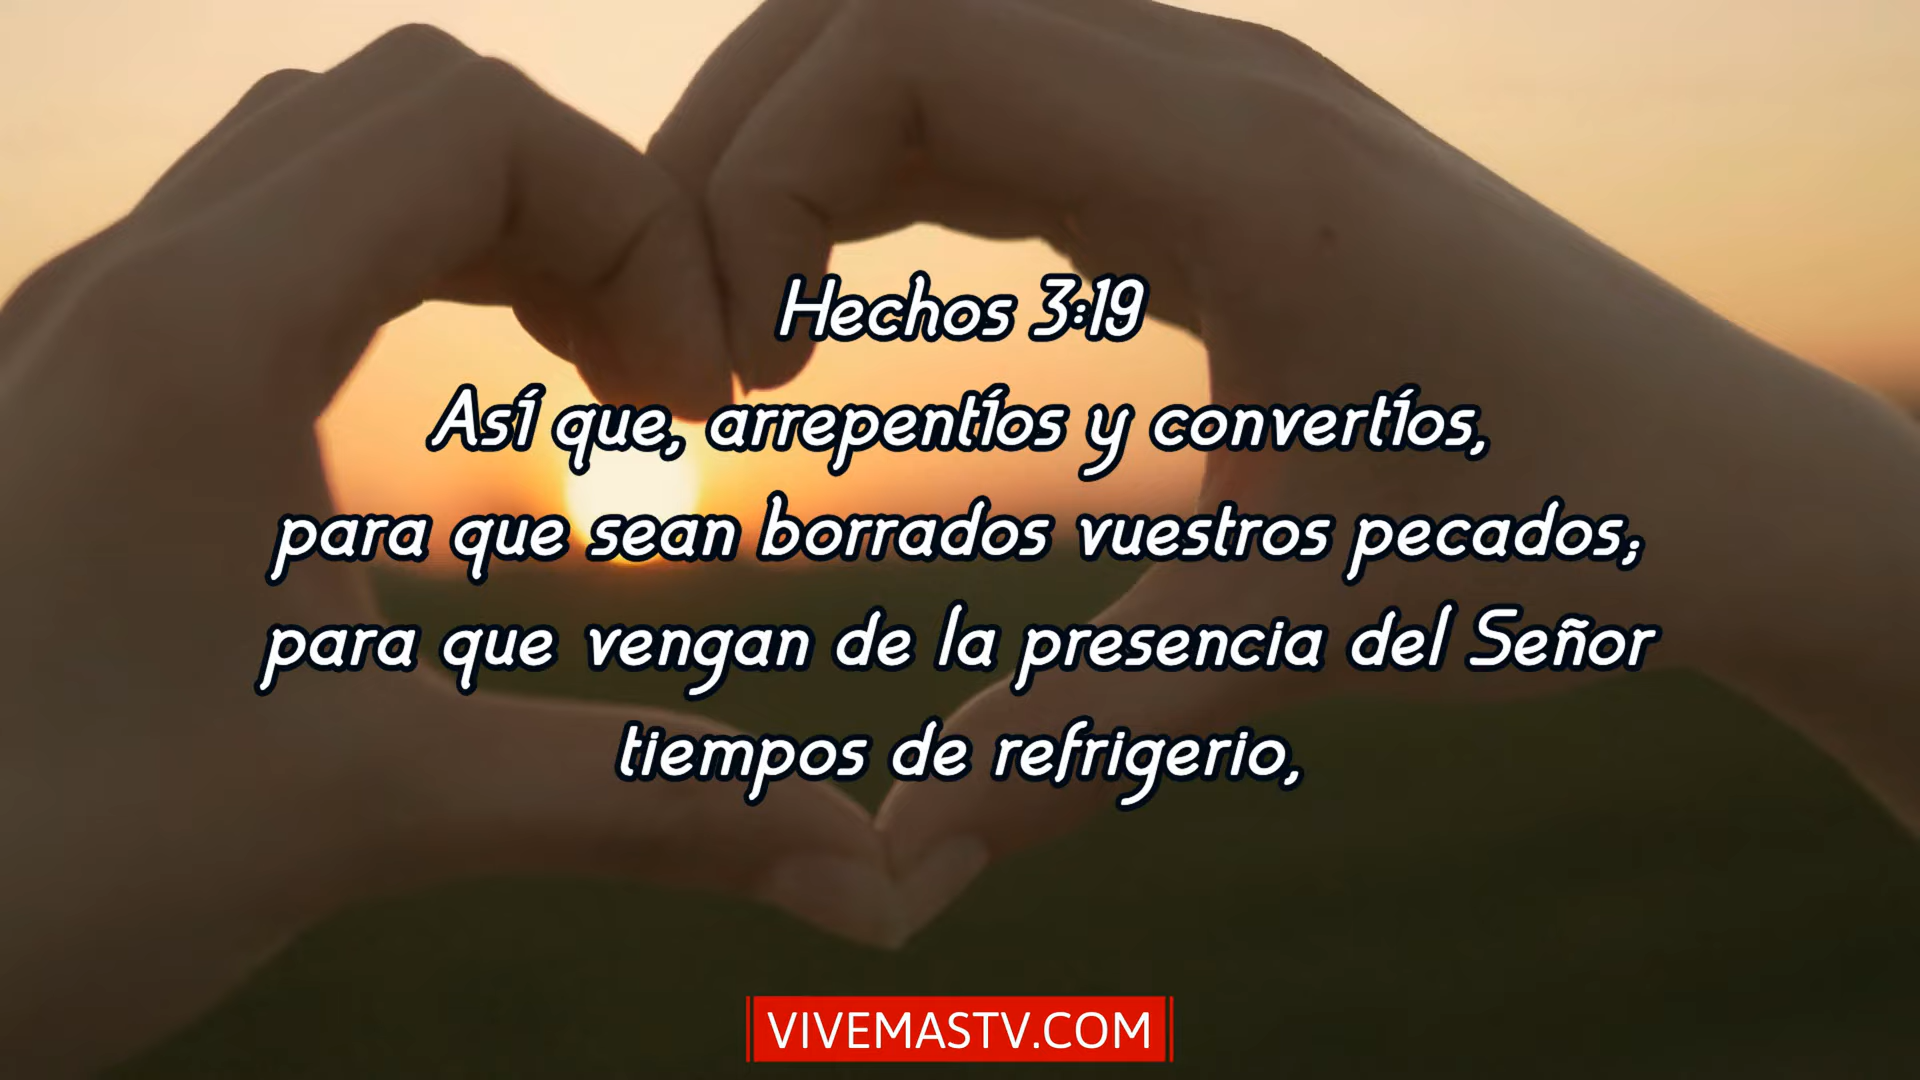 Hechos 3:19
Así que, arrepentíos y convertíos,
para que sean borrados vuestros pecados;
para que vengan de la presencia del Señor
tiempos de refrigerio,
VIVEMASTV.COM